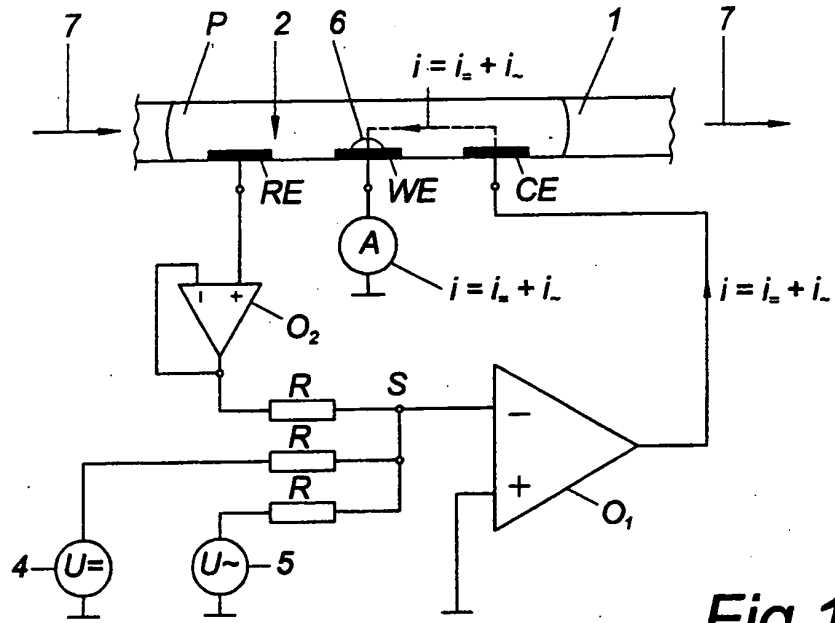 7 P 2 6 1 7
i = i₌ + i~
RE WE CE
A
i = i₌ + i~
i = i₌ + i~
– +
O₂
R S
R
R
–
+
O₁
4 U= U~ 5
Fig.1